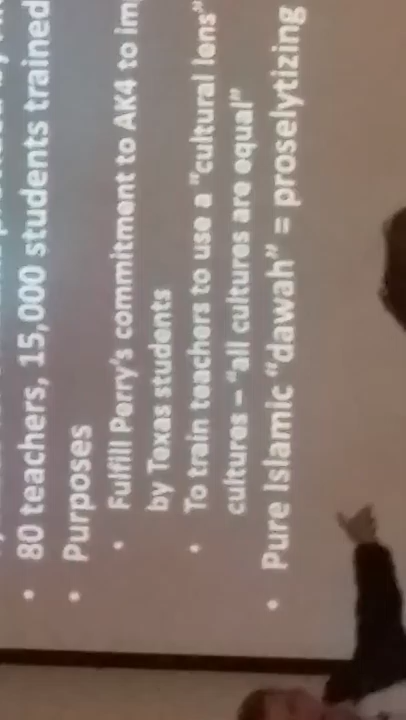 80 teachers, 15,000 students trained
Purposes
Fulfill Perry's commitment to AK4 to im
by Texas students
To train teachers to use a "cultural lens"
cultures – "all cultures are equal"
Pure Islamic "dawah" = proselytizing